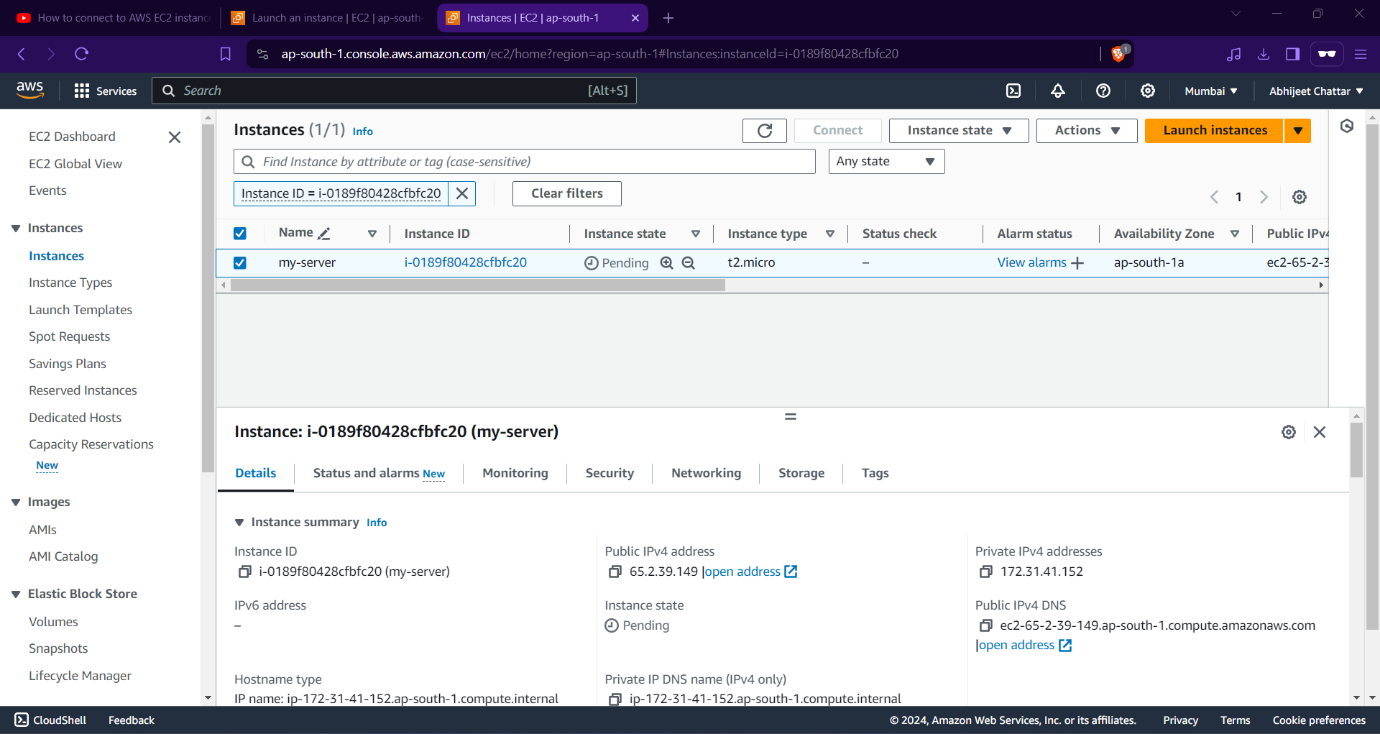 How to connect to AWS EC2 instanc
Launch an instance | EC2 | ap-south-
Instances | EC2 | ap-south-1
ap-south-1.console.aws.amazon.com/ec2/home?region=ap-south-1#Instances:instanceId=i-0189f80428cfbfc20
1
aws
Services
Search
[Alt+S]
Mumbai
Abhijeet Chattar
EC2 Dashboard
EC2 Global View
Events
Instances
Instances
Instance Types
Launch Templates
Spot Requests
Savings Plans
Reserved Instances
Dedicated Hosts
Capacity Reservations
New
Images
AMIs
AMI Catalog
Elastic Block Store
Volumes
Snapshots
Lifecycle Manager
Instances (1/1) Info
Connect
Instance state
Actions
Launch instances
Find Instance by attribute or tag (case-sensitive)
Any state
Instance ID = i-0189f80428cfbfc20
Clear filters
1
Name Instance ID Instance state Instance type Status check Alarm status Availability Zone Public IPv4
my-server i-0189f80428cfbfc20 Pending t2.micro – View alarms + ap-south-1a ec2-65-2-3
Instance: i-0189f80428cfbfc20 (my-server)
Details Status and alarms New Monitoring Security Networking Storage Tags
Instance summary Info
Instance ID
i-0189f80428cfbfc20 (my-server)
Public IPv4 address
65.2.39.149 |open address
Private IPv4 addresses
172.31.41.152
IPv6 address
–
Instance state
Pending
Public IPv4 DNS
ec2-65-2-39-149.ap-south-1.compute.amazonaws.com
|open address
Hostname type
IP name: ip-172-31-41-152.ap-south-1.compute.internal
Private IP DNS name (IPv4 only)
ip-172-31-41-152.ap-south-1.compute.internal
CloudShell
Feedback
© 2024, Amazon Web Services, Inc. or its affiliates.
Privacy
Terms
Cookie preferences